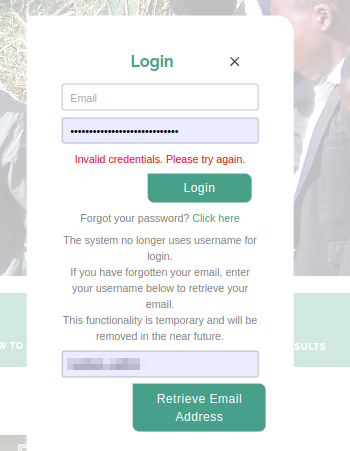 Login ×
Email
••••••••••••••••••••••••••••••
Invalid credentials. Please try again.
Login
Forgot your password? Click here
The system no longer uses username for
login.
If you have forgotten your email, enter
your username below to retrieve your
email.
This functionality is temporary and will be
removed in the near future.
W TO
SULTS
Retrieve Email
Address